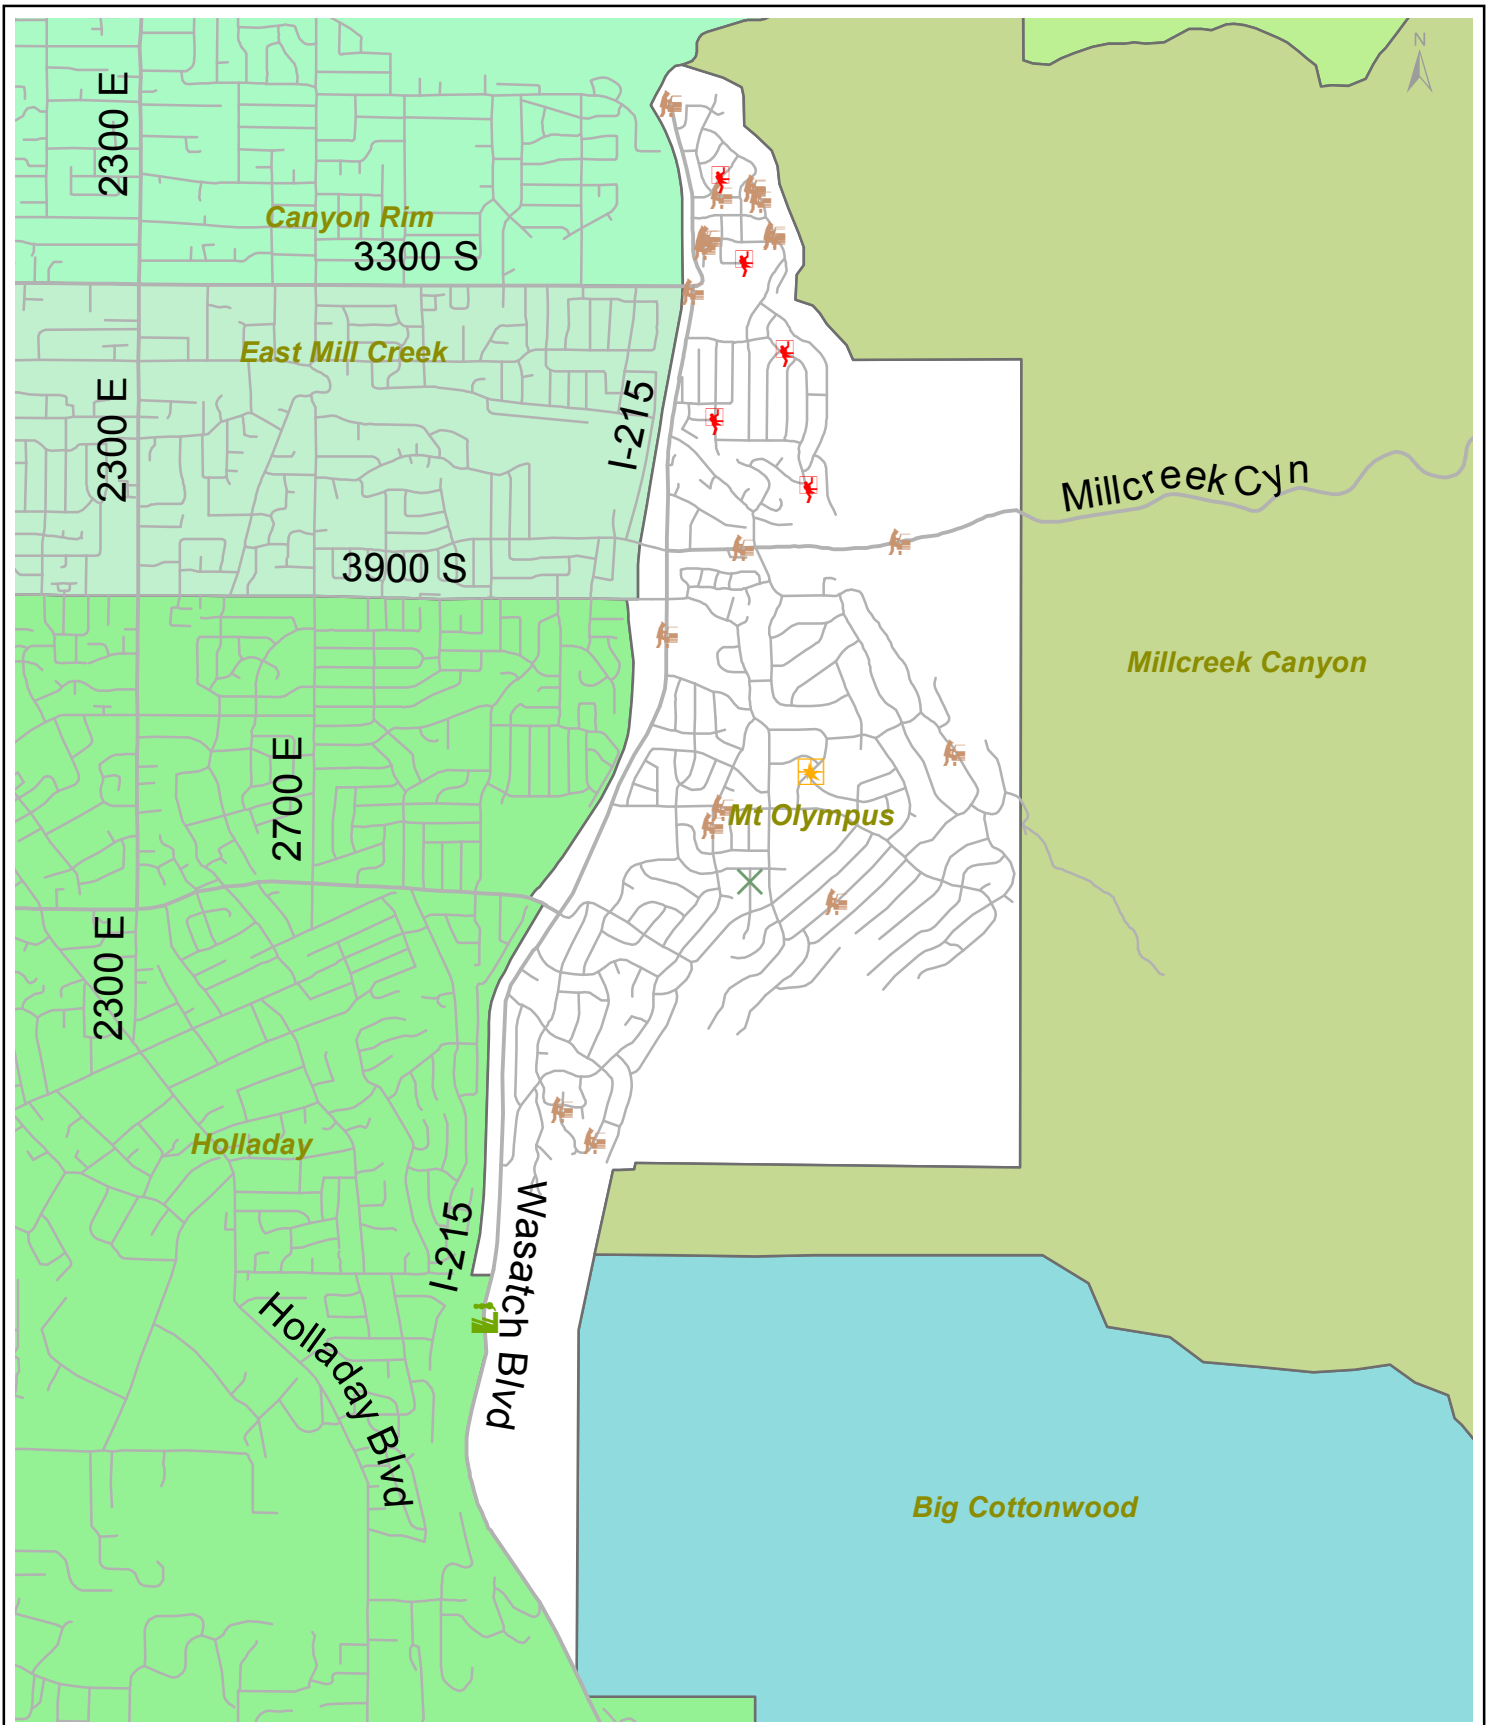 N
2300 E
Canyon Rim
3300 S
East Mill Creek
2300 E
I-215
Millcreek Cyn
3900 S
Millcreek Canyon
2700 E
Mt Olympus
2300 E
Holladay
I-215
Wasatch Blvd
Holladay Blvd
Big Cottonwood